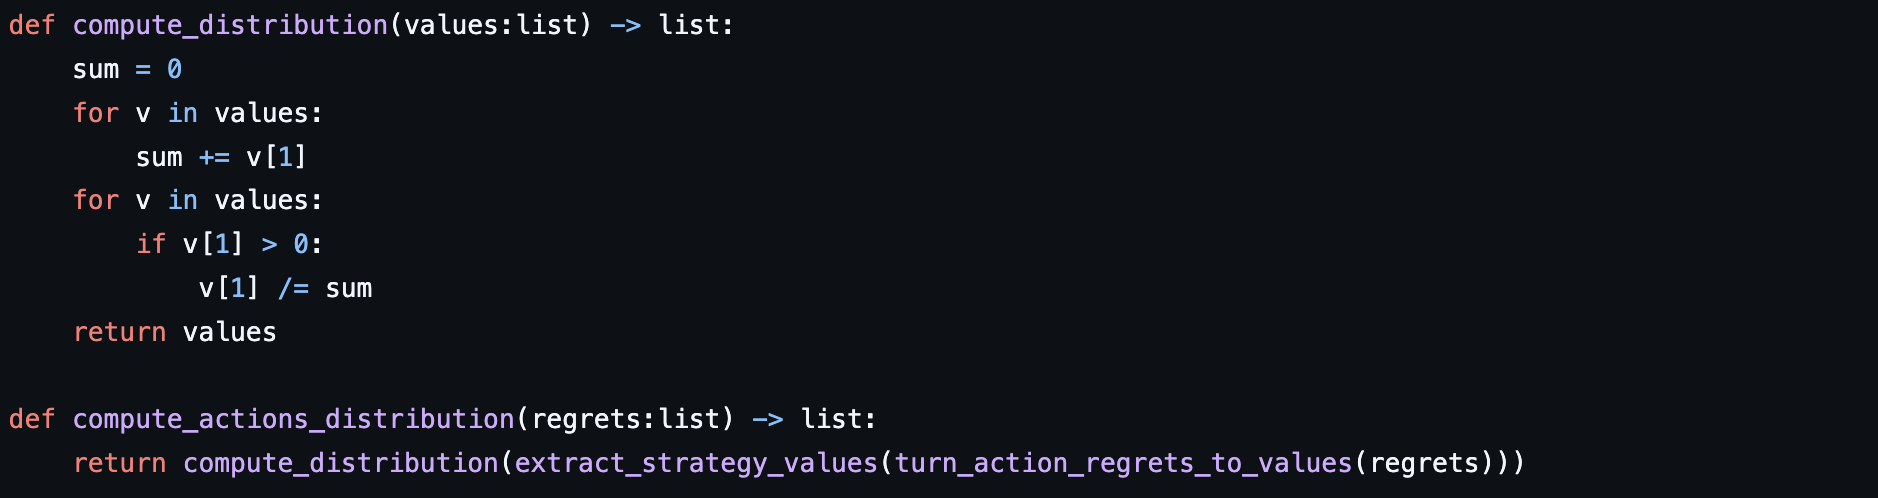 def compute_distribution(values:list) -> list:
    sum = 0
    for v in values:
        sum += v[1]
    for v in values:
        if v[1] > 0:
            v[1] /= sum
    return values

def compute_actions_distribution(regrets:list) -> list:
    return compute_distribution(extract_strategy_values(turn_action_regrets_to_values(regrets)))